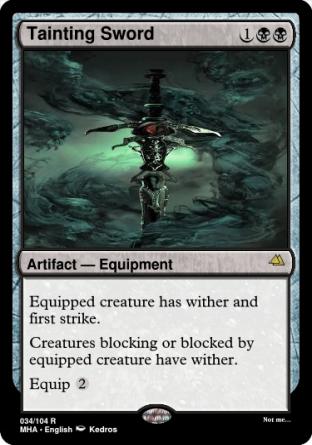 Tainting Sword 1
Artifact — Equipment
Equipped creature has wither and
first strike.
Creatures blocking or blocked by
equipped creature have wither.
Equip 2
034/104 R
MHA • English Kedros
Not me...